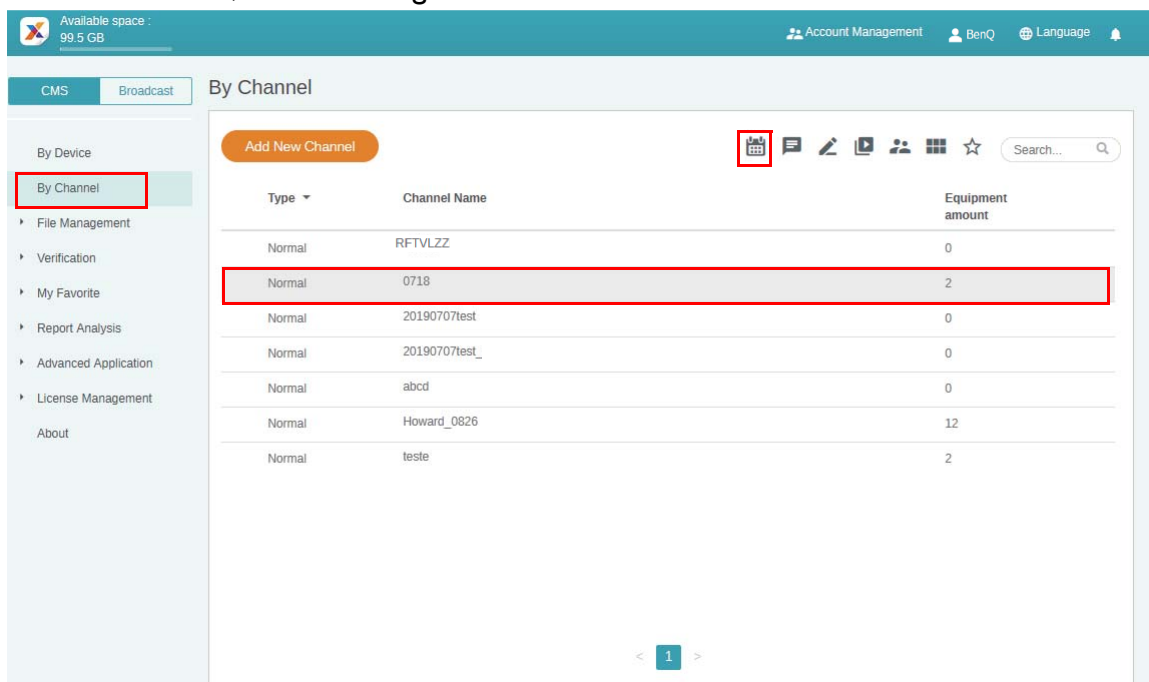 Available space :
99.5 GB
Account Management BenQ Language
CMS Broadcast
By Channel
Add New Channel
Search...
By Device
By Channel
File Management
Verification
My Favorite
Report Analysis
Advanced Application
License Management
About
Type Channel Name Equipment amount
Normal RFTVLZZ 0
Normal 0718 2
Normal 20190707test 0
Normal 20190707test_ 0
Normal abcd 0
Normal Howard_0826 12
Normal teste 2
< 1 >